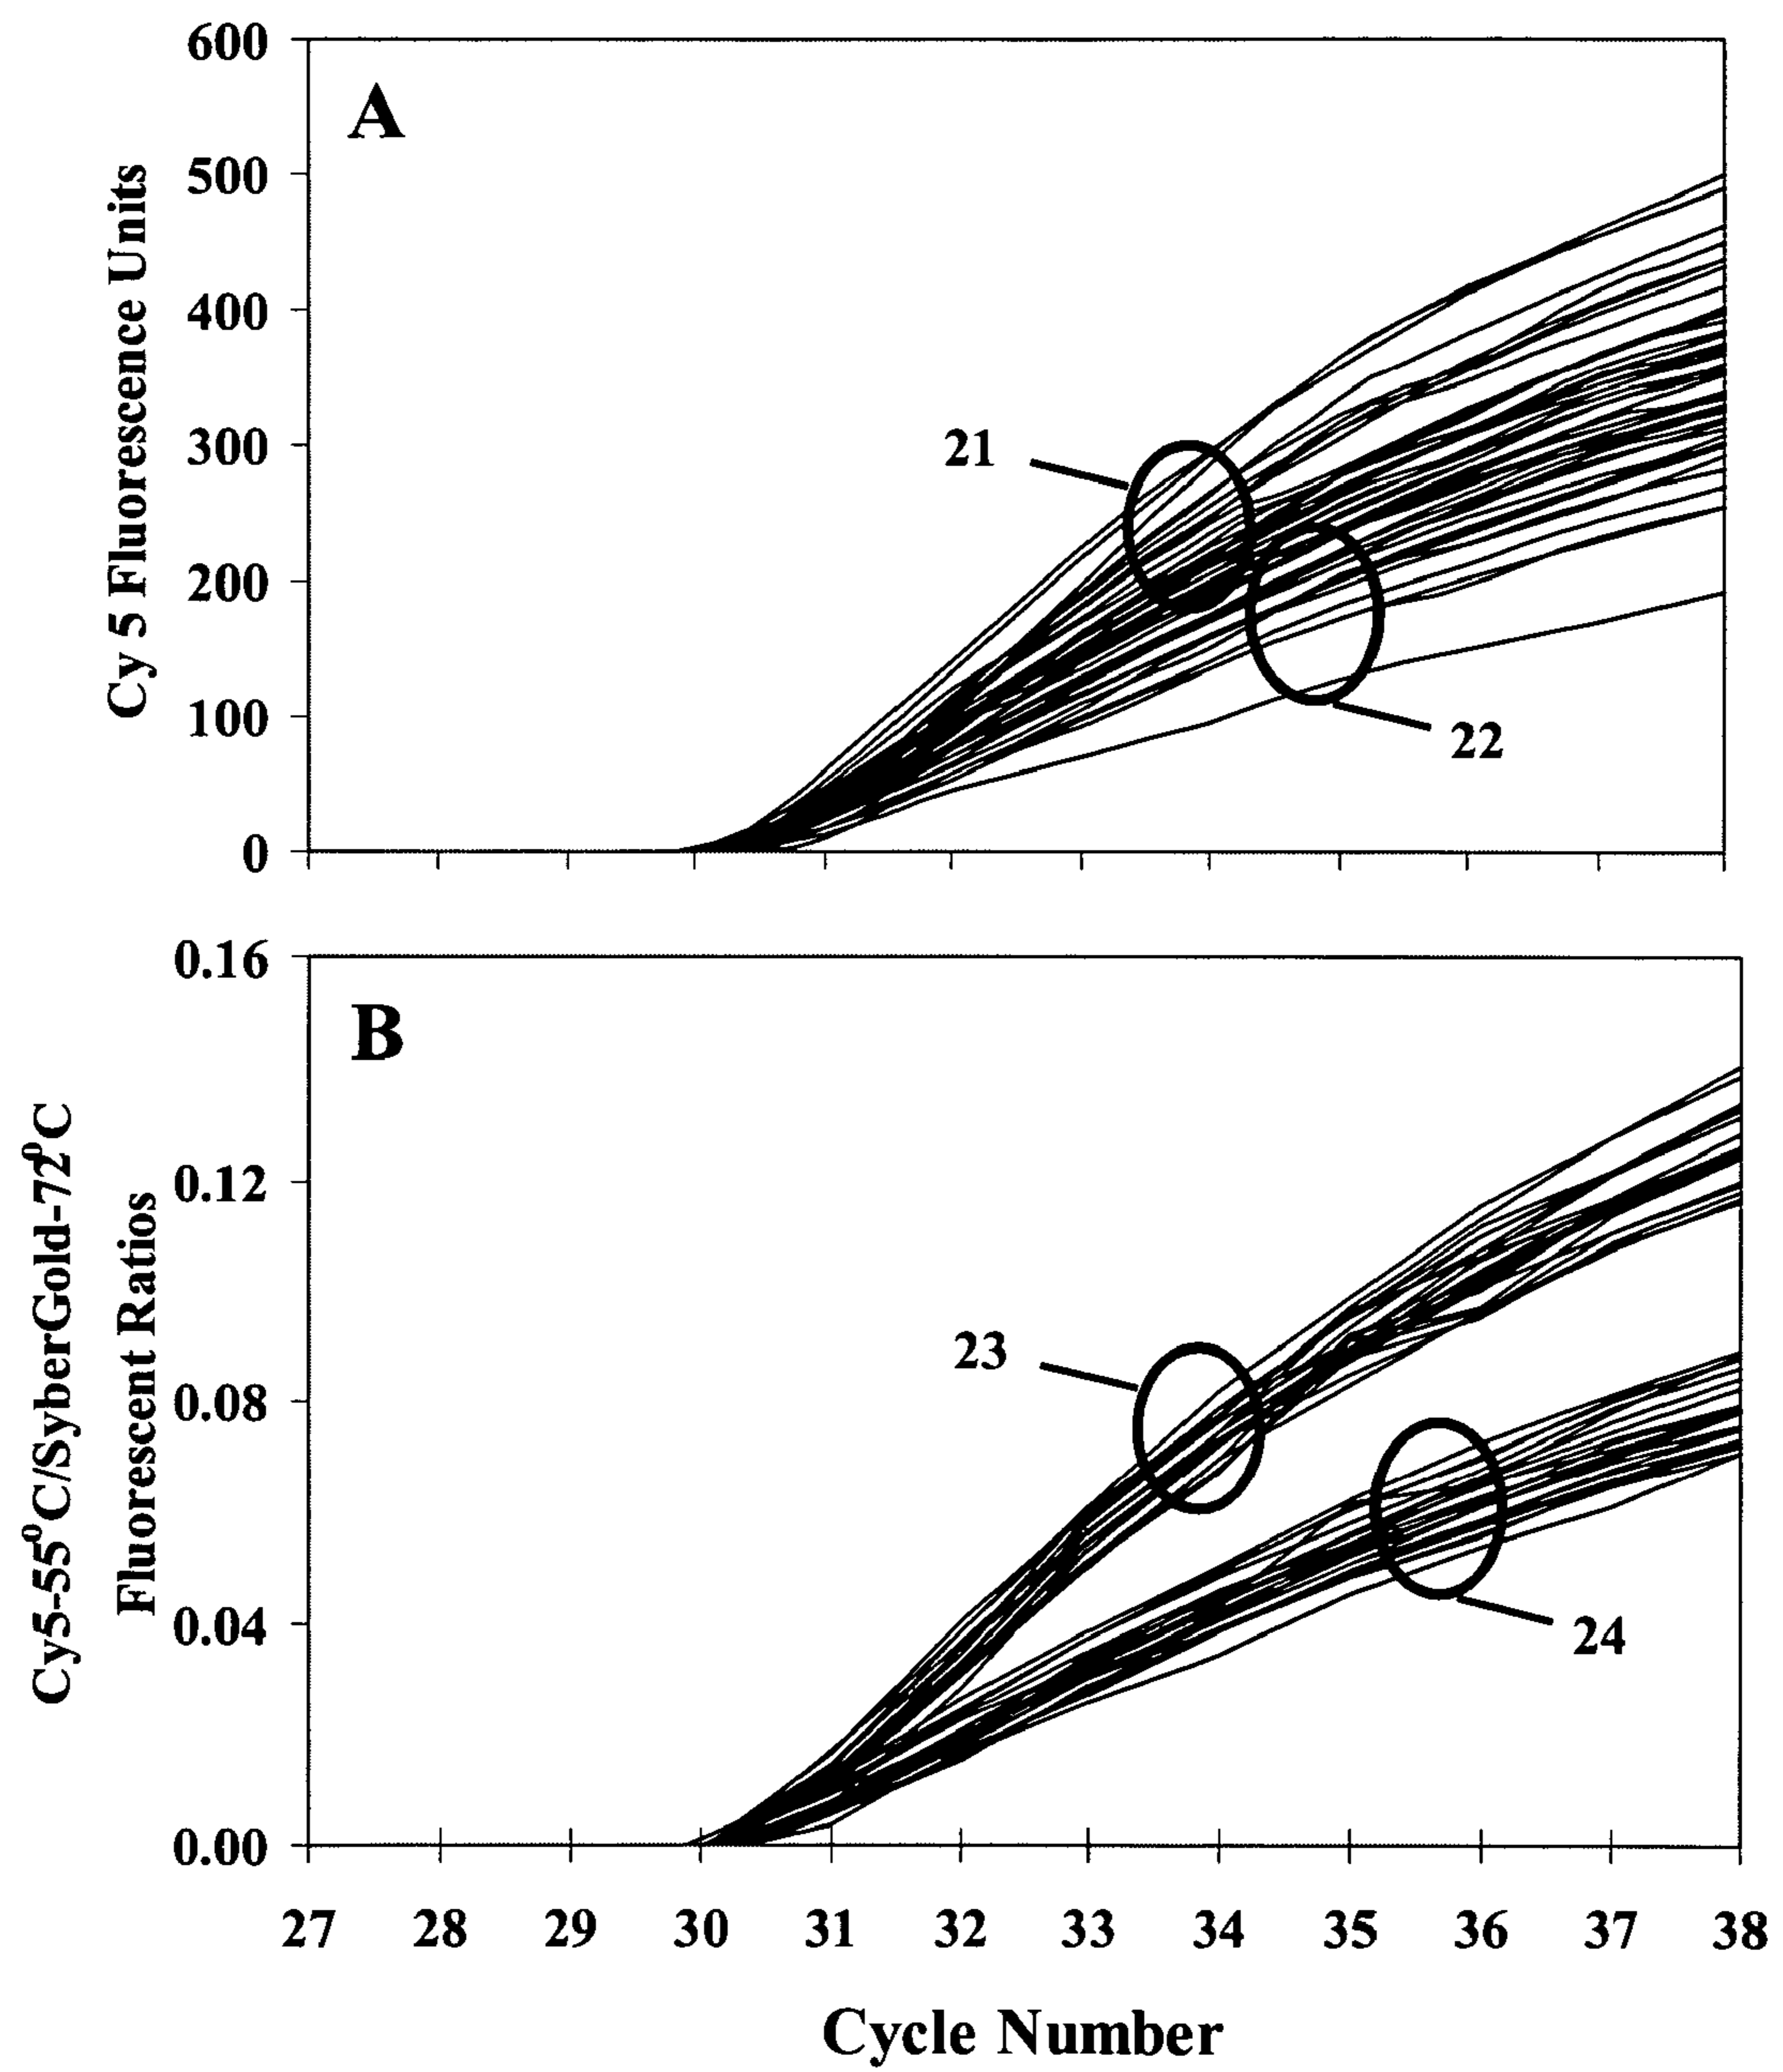 600
A
500
400
300
200
100
0
Cy 5 Fluorescence Units
21
22
0.16
B
0.12
0.08
0.04
0.00
Cy5-55⁰C/SyberGold-72⁰C
Fluorescent Ratios
23
24
27 28 29 30 31 32 33 34 35 36 37 38
Cycle Number